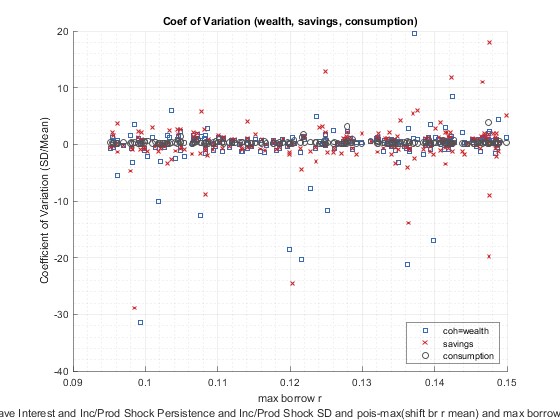 Coef of Variation (wealth, savings, consumption)
Coefficient of Variation (SD/Mean)
20
10
0
-10
-20
-30
-40
0.09
0.1
0.11
0.12
0.13
0.14
0.15
coh=wealth
savings
consumption
max borrow r
ave Interest and Inc/Prod Shock Persistence and Inc/Prod Shock SD and pois-max(shift br r mean) and max borrow